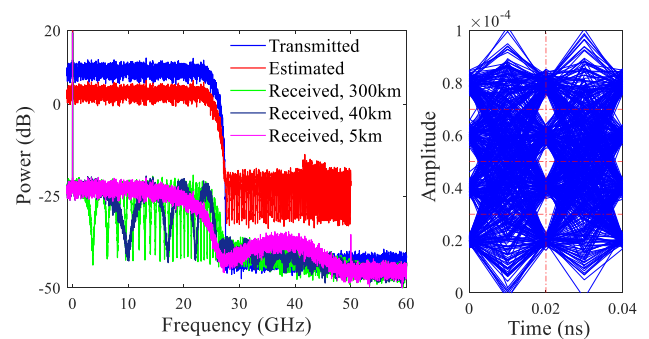 20
0
-25
-50
Power (dB)
0
10
20
30
40
50
60
Frequency (GHz)
Transmitted
Estimated
Received, 300km
Received, 40km
Received, 5km
1 ×10⁻⁴
0.8
0.6
0.4
0.2
0
Amplitude
0
0.02
0.04
Time (ns)